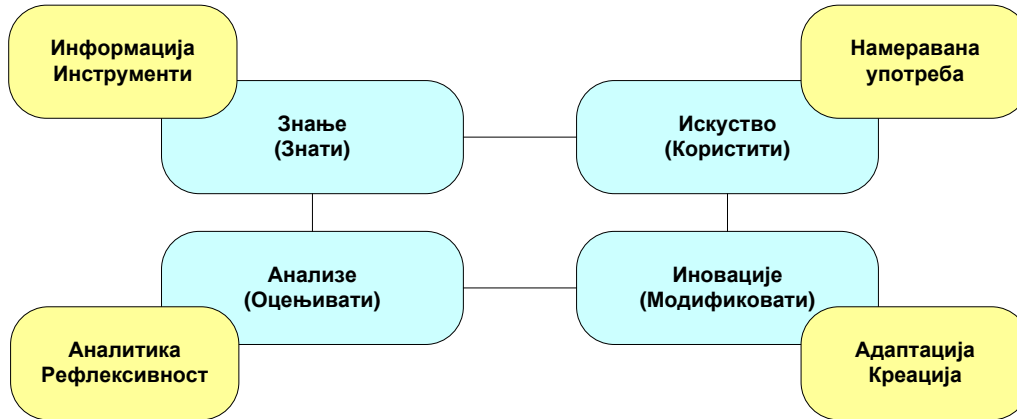 Информација
Инструменти
Намеравана
употреба
Знање
(Знати)
Искуство
(Користити)
Анализе
(Оцењивати)
Иновације
(Модификовати)
Аналитика
Рефлексивност
Адаптација
Креација